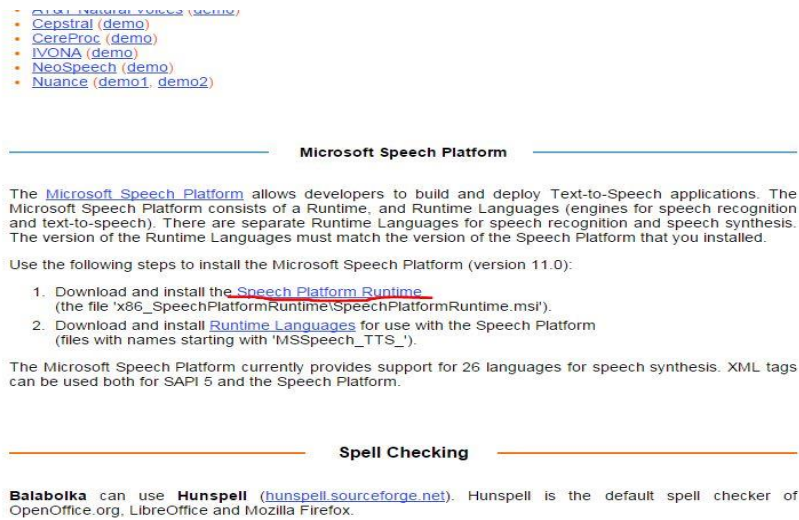 AT&T Natural Voices (demo)
Cepstral (demo)
CereProc (demo)
IVONA (demo)
NeoSpeech (demo)
Nuance (demo1, demo2)
Microsoft Speech Platform
The Microsoft Speech Platform allows developers to build and deploy Text-to-Speech applications. The
Microsoft Speech Platform consists of a Runtime, and Runtime Languages (engines for speech recognition
and text-to-speech). There are separate Runtime Languages for speech recognition and speech synthesis.
The version of the Runtime Languages must match the version of the Speech Platform that you installed.
Use the following steps to install the Microsoft Speech Platform (version 11.0):
1. Download and install the Speech Platform Runtime
(the file 'x86_SpeechPlatformRuntime\SpeechPlatformRuntime.msi').
2. Download and install Runtime Languages for use with the Speech Platform
(files with names starting with 'MSSpeech_TTS_').
The Microsoft Speech Platform currently provides support for 26 languages for speech synthesis. XML tags
can be used both for SAPI 5 and the Speech Platform.
Spell Checking
Balabolka can use Hunspell (hunspell.sourceforge.net). Hunspell is the default spell checker of
OpenOffice.org, LibreOffice and Mozilla Firefox.